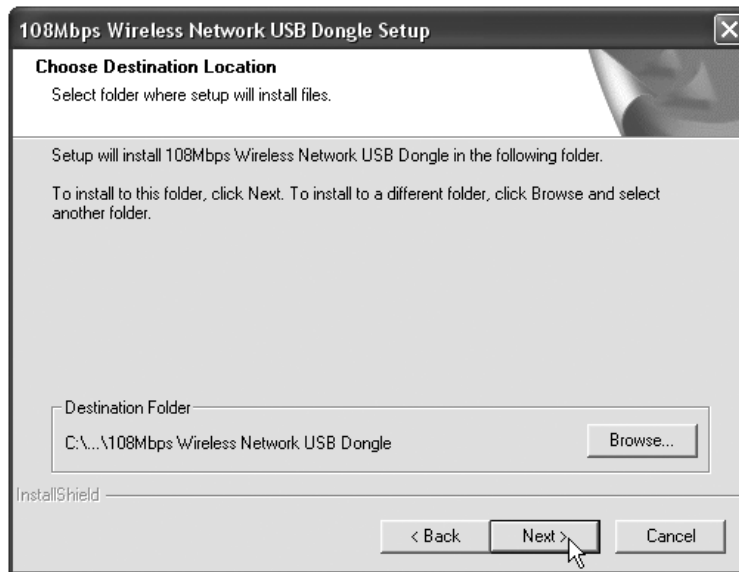 108Mbps Wireless Network USB Dongle Setup
Choose Destination Location
Select folder where setup will install files.
Setup will install 108Mbps Wireless Network USB Dongle in the following folder.
To install to this folder, click Next. To install to a different folder, click Browse and select
another folder.
Destination Folder
C:\...\108Mbps Wireless Network USB Dongle
Browse...
InstallShield
< Back
Next >
Cancel